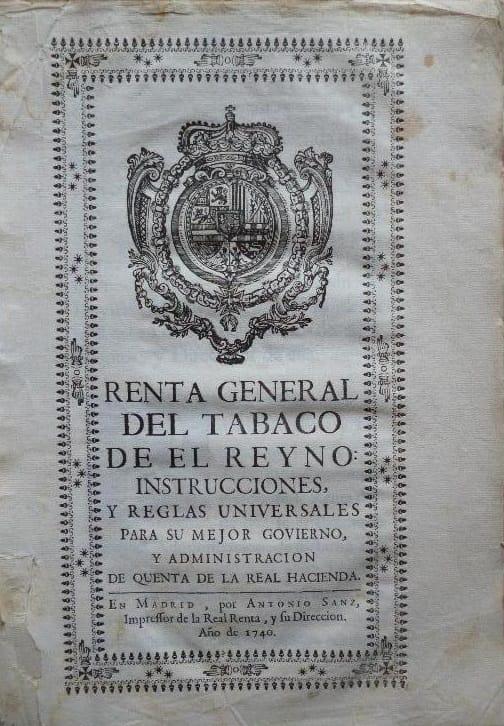 RENTA GENERAL
DEL TABACO
DE EL REYNO:
INSTRUCCIONES,
Y REGLAS UNIVERSALES
PARA SU MEJOR GOVIERNO,
Y ADMINISTRACION
DE QUENTA DE LA REAL HACIENDA.
EN MADRID, por ANTONIO SANZ,
Impressor de la Real Renta, y su Direccion.
Año de 1740.